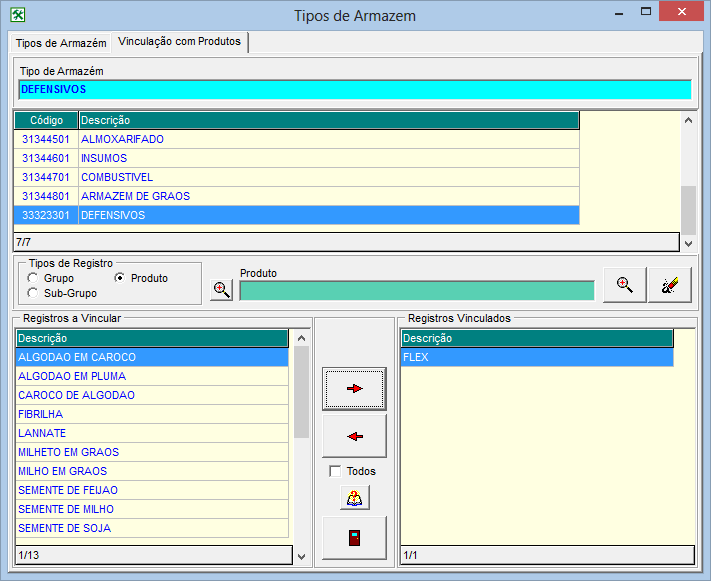 Tipos de Armazem
Tipos de Armazém
Vinculação com Produtos
Tipo de Armazém
DEFENSIVOS
Código Descrição
31344501 ALMOXARIFADO
31344601 INSUMOS
31344701 COMBUSTIVEL
31344801 ARMAZEM DE GRAOS
33323301 DEFENSIVOS
7/7
Tipos de Registro
Grupo
Produto
Sub-Grupo
Produto
Registros a Vincular
Descrição
ALGODAO EM CAROCO
ALGODAO EM PLUMA
CAROCO DE ALGODAO
FIBRILHA
LANNATE
MILHETO EM GRAOS
MILHO EM GRAOS
SEMENTE DE FEIJAO
SEMENTE DE MILHO
SEMENTE DE SOJA
1/13
Todos
Registros Vinculados
Descrição
FLEX
1/1